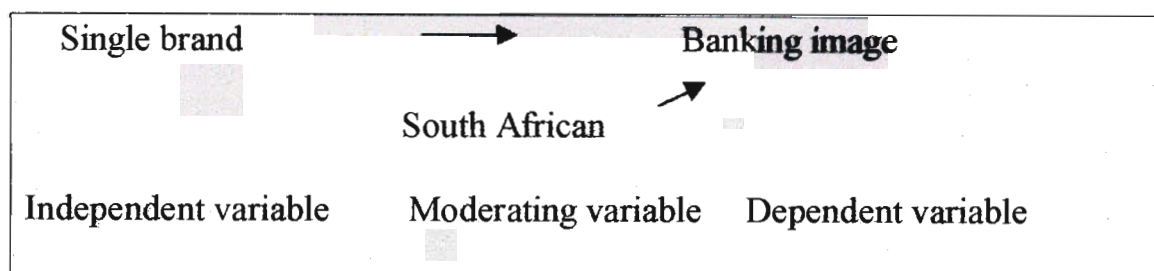 Single brand Banking image
South African
Independent variable Moderating variable Dependent variable